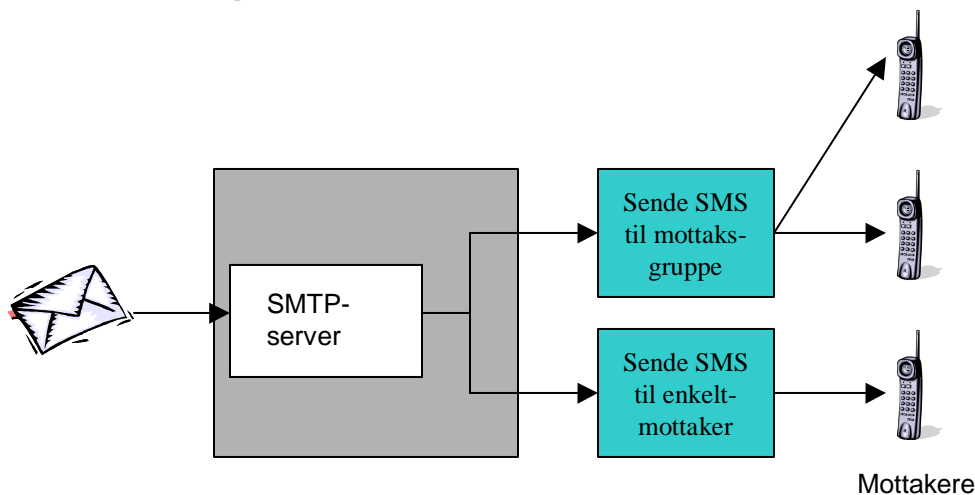 SMTP-
server
Sende SMS
til mottaks-
gruppe
Sende SMS
til enkelt-
mottaker
Mottakere